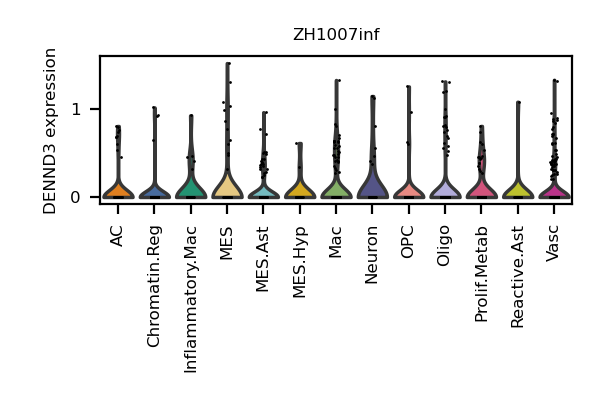 ZH1007inf
DENND3 expression
1
0
AC
Chromatin.Reg
Inflammatory.Mac
MES
MES.Ast
MES.Hyp
Mac
Neuron
OPC
Oligo
Prolif.Metab
Reactive.Ast
Vasc